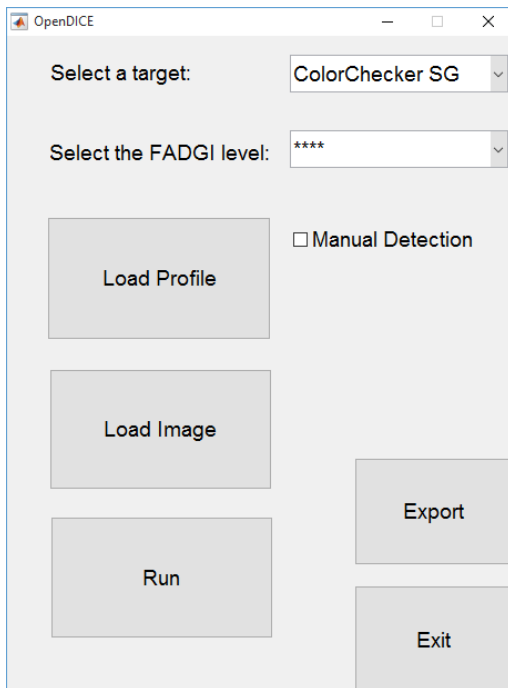 OpenDICE
Select a target:
ColorChecker SG
Select the FADGI level:
****
Load Profile
Manual Detection
Load Image
Export
Run
Exit